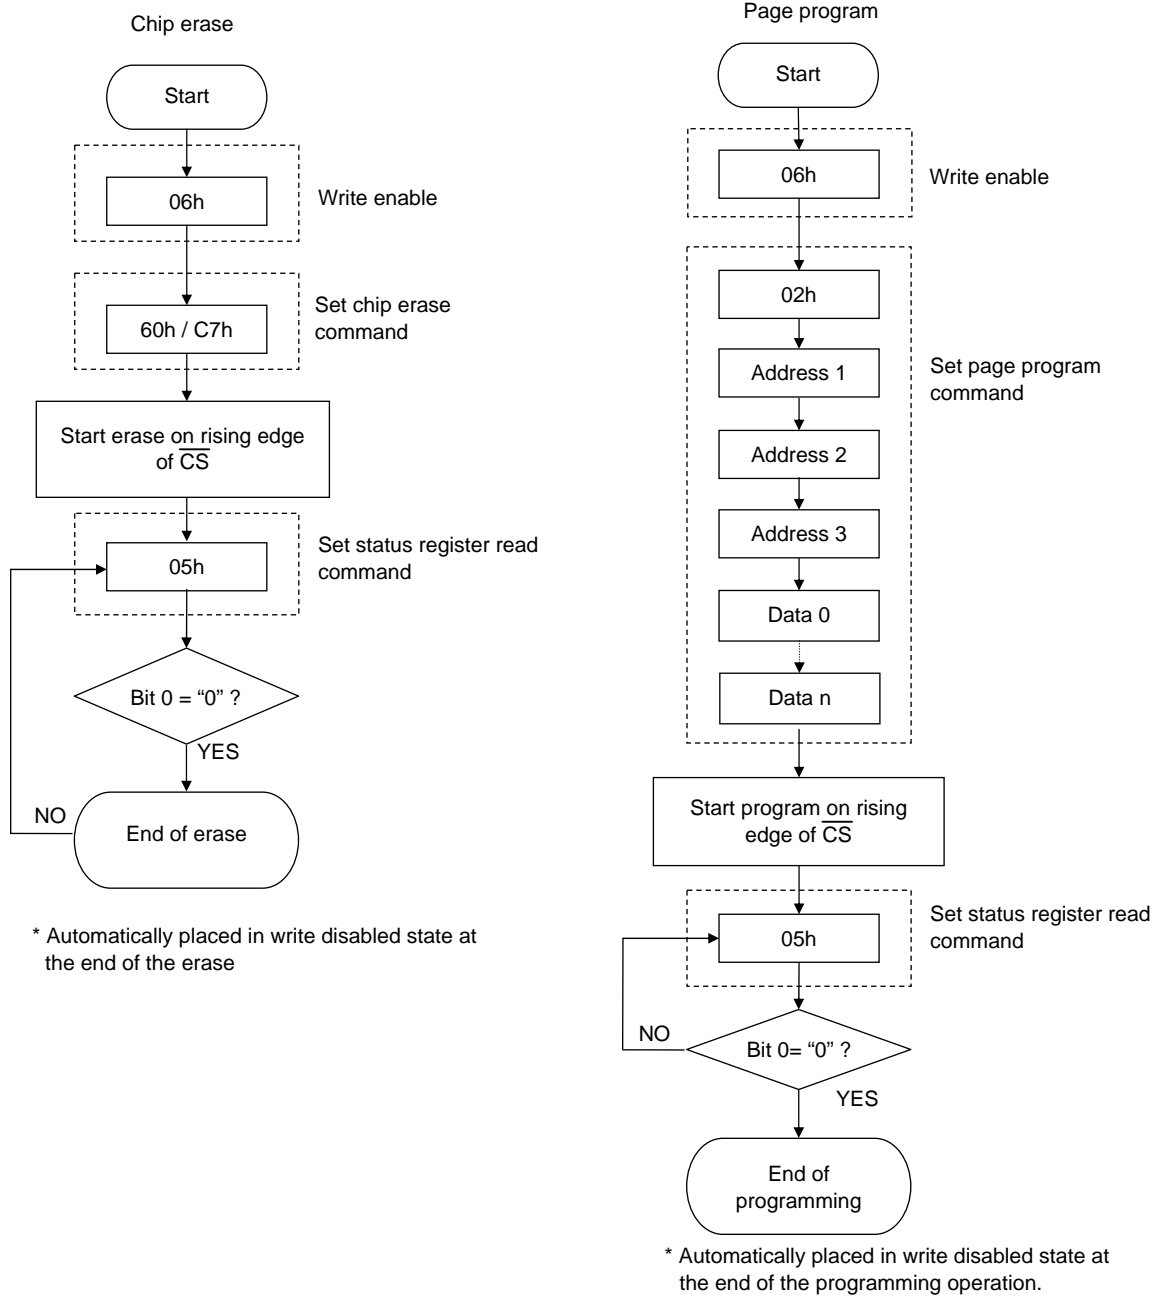 Chip erase
Start
06h
Write enable
60h / C7h
Set chip erase
command
Start erase on rising edge
of CS
05h
Set status register read
command
Bit 0 = “0” ?
YES
NO
End of erase
* Automatically placed in write disabled state at
the end of the erase
Page program
Start
06h
Write enable
02h
Address 1
Set page program
command
Address 2
Address 3
Data 0
Data n
Start program on rising
edge of CS
05h
Set status register read
command
NO
Bit 0= “0” ?
YES
End of
programming
* Automatically placed in write disabled state at
the end of the programming operation.